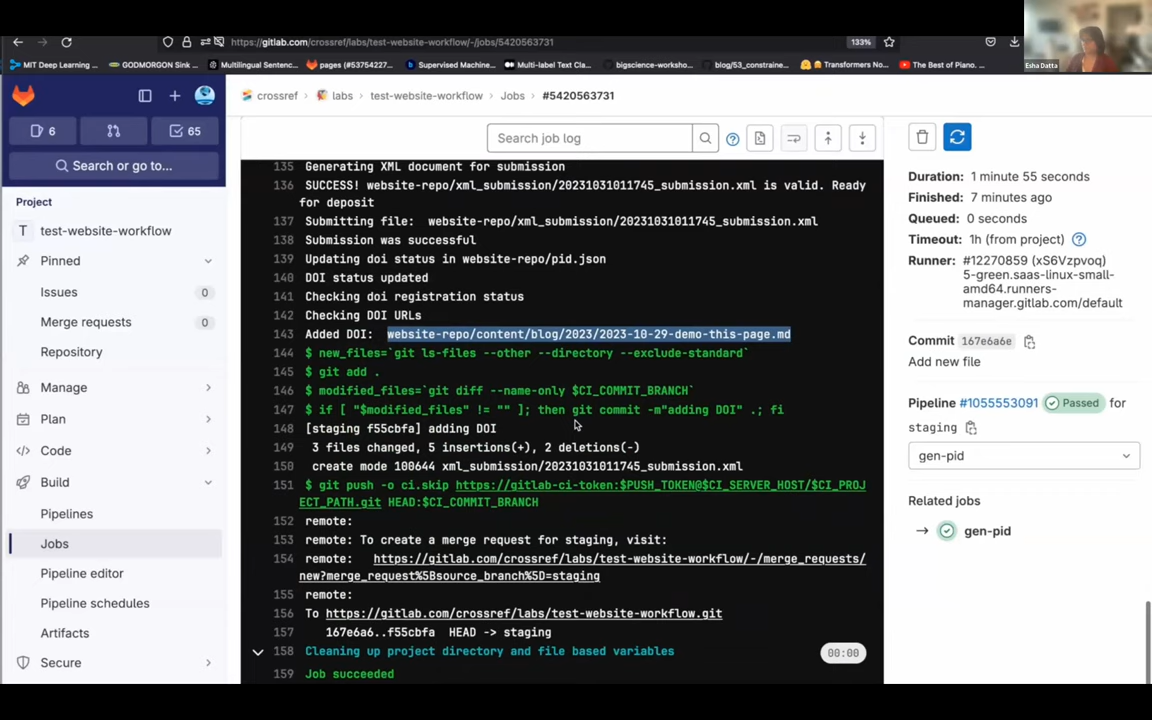 https://gitlab.com/crossref/labs/test-website-workflow/-/jobs/5420563731
133%
MIT Deep Learning ...
GODMORGON Sink ...
Multilingual Sentenc...
pages (#53754227...
Supervised Machine...
Multi-label Text Cla...
bigscience-worksho...
blog/53_constraine...
Transformers No...
The Best of Piano. ...
Esha Datta
crossref > labs > test-website-workflow > Jobs > #5420563731
6
65
Search or go to...
Project
T test-website-workflow
Pinned
Issues 0
Merge requests 0
Repository
Manage
Plan
Code
Build
Pipelines
Jobs
Pipeline editor
Pipeline schedules
Artifacts
Secure
Search job log
135 Generating XML document for submission
136 SUCCESS! website-repo/xml_submission/20231031011745_submission.xml is valid. Ready
for deposit
137 Submitting file: website-repo/xml_submission/20231031011745_submission.xml
138 Submission was successful
139 Updating doi status in website-repo/pid.json
140 DOI status updated
141 Checking doi registration status
142 Checking DOI URLs
143 Added DOI: website-repo/content/blog/2023/2023-10-29-demo-this-page.md
144 $ new_files=`git ls-files --other --directory --exclude-standard`
145 $ git add .
146 $ modified_files=`git diff --name-only $CI_COMMIT_BRANCH`
147 $ if [ "$modified_files" != "" ]; then git commit -m"adding DOI" .; fi
148 [staging f55cbfa] adding DOI
149 3 files changed, 5 insertions(+), 2 deletions(-)
150 create mode 100644 xml_submission/20231031011745_submission.xml
151 $ git push -o ci.skip https://gitlab-ci-token:$PUSH_TOKEN@$CI_SERVER_HOST/$CI_PROJ
ECT_PATH.git HEAD:$CI_COMMIT_BRANCH
152 remote:
153 remote: To create a merge request for staging, visit:
154 remote: https://gitlab.com/crossref/labs/test-website-workflow/-/merge_requests/
new?merge_request%5Bsource_branch%5D=staging
155 remote:
156 To https://gitlab.com/crossref/labs/test-website-workflow.git
157 167e6a6..f55cbfa HEAD -> staging
158 Cleaning up project directory and file based variables 00:00
159 Job succeeded
Duration: 1 minute 55 seconds
Finished: 7 minutes ago
Queued: 0 seconds
Timeout: 1h (from project)
Runner: #12270859 (xS6Vzpvoq)
5-green.saas-linux-small-
amd64.runners-
manager.gitlab.com/default
Commit 167e6a6e
Add new file
Pipeline #1055553091 Passed for
staging
gen-pid
Related jobs
gen-pid